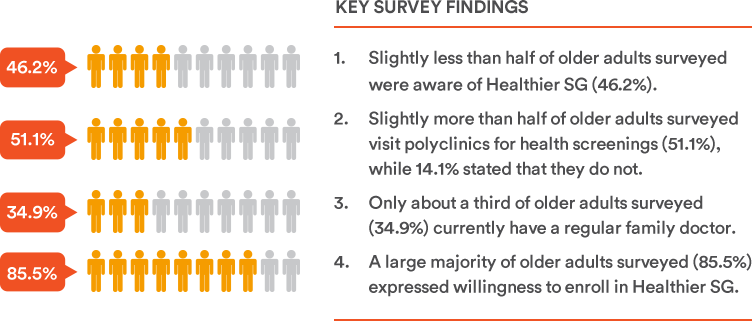 KEY SURVEY FINDINGS
46.2%
51.1%
34.9%
85.5%
1. Slightly less than half of older adults surveyed
were aware of Healthier SG (46.2%).
2. Slightly more than half of older adults surveyed
visit polyclinics for health screenings (51.1%),
while 14.1% stated that they do not.
3. Only about a third of older adults surveyed
(34.9%) currently have a regular family doctor.
4. A large majority of older adults surveyed (85.5%)
expressed willingness to enroll in Healthier SG.